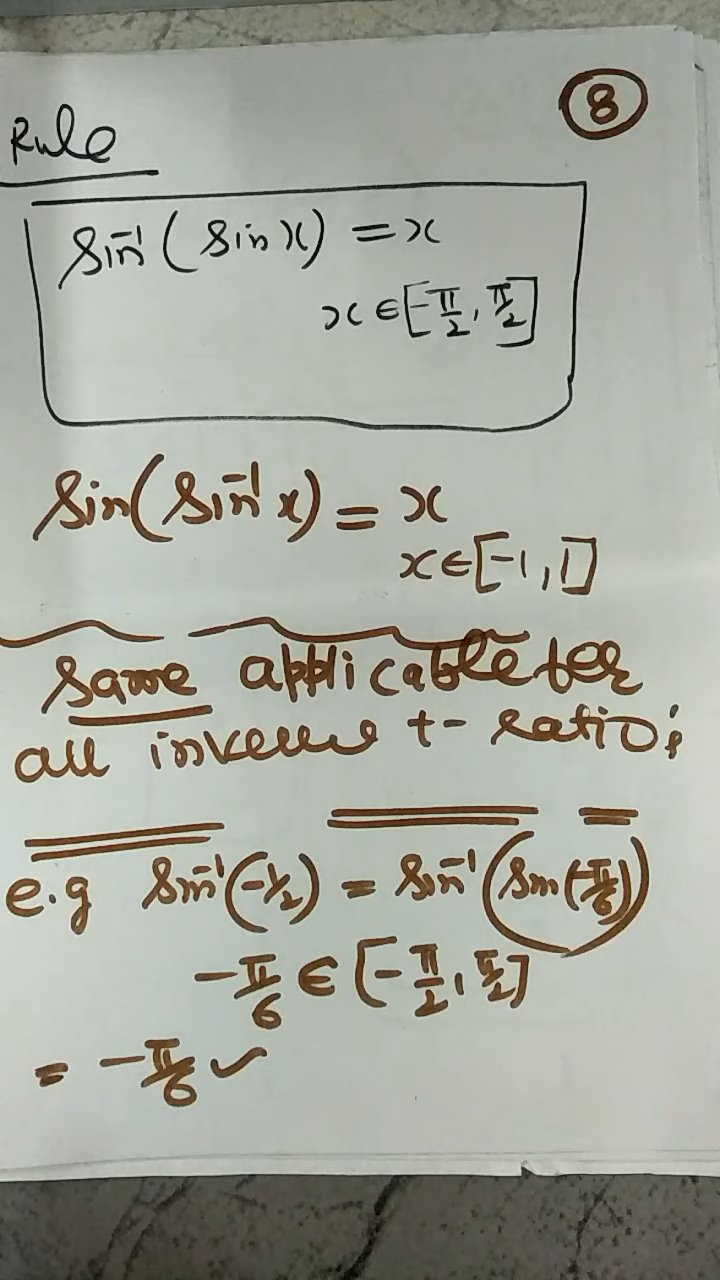 8
Rule
sin⁻¹(sin x) = x
x ∈ [-π/2, π/2]
sin(sin⁻¹ x) = x
x ∈ [-1, 1]
Same applicable for
all inverse t- ratio;
e.g sin⁻¹(-1/2) = sin⁻¹(sin(-π/6))
-π/6 ∈ [-π/2, π/2]
= -π/6 ✓